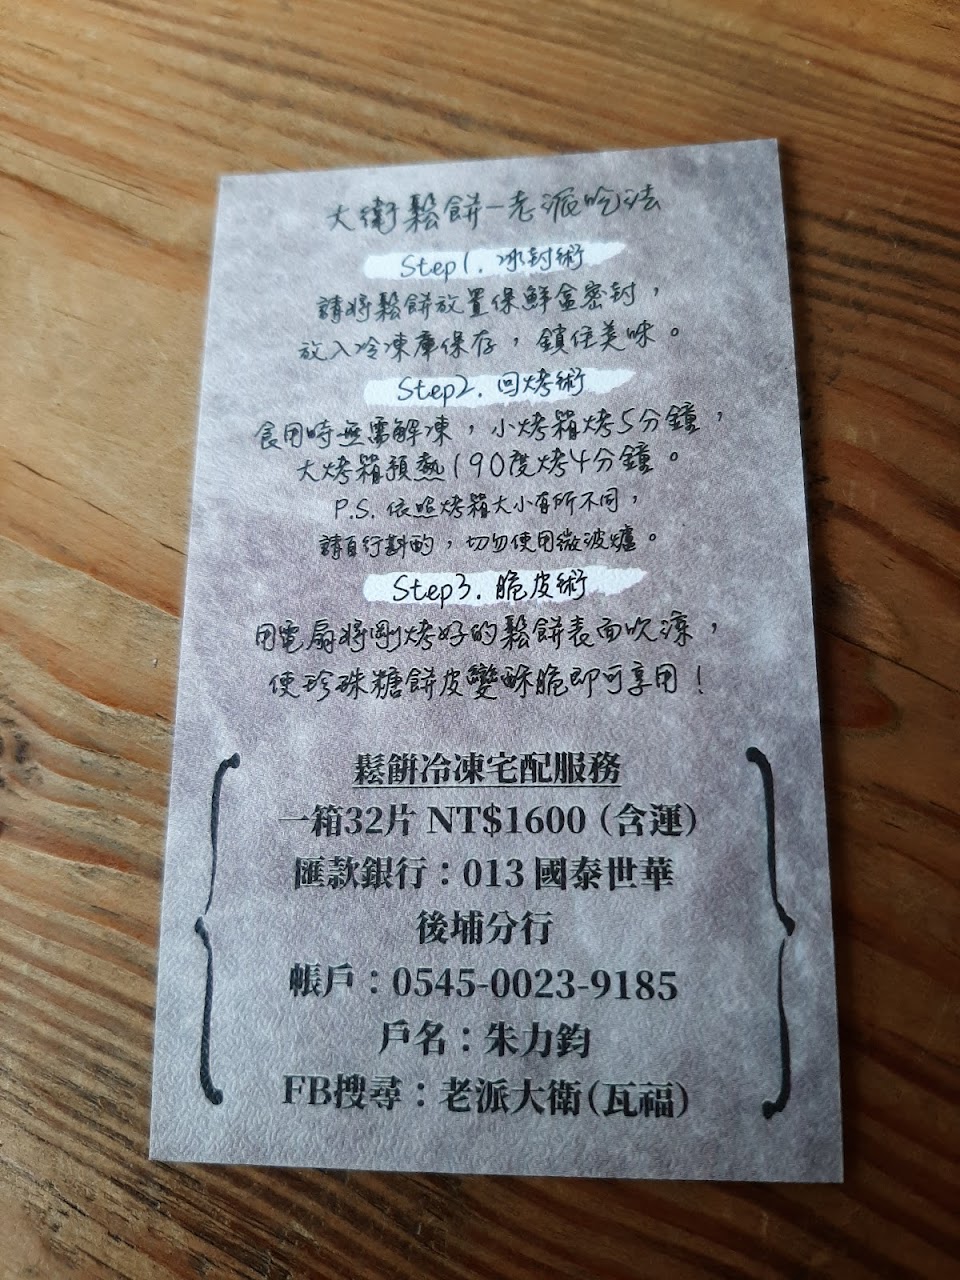 大衛鬆餅-老派吃法
Step1. 冰封術
請將鬆餅放置保鮮盒密封，
放入冷凍庫保存，鎖住美味。
Step2. 回烤術
食用時無需解凍，小烤箱烤5分鐘，
大烤箱預熱190度烤4分鐘。
P.S. 依照烤箱大小有所不同，
請自行斟酌，切勿使用微波爐。
Step3. 脆皮術
用電扇將剛烤好的鬆餅表面吹涼，
使珍珠糖餅皮變酥脆即可享用！
鬆餅冷凍宅配服務
一箱32片 NT$1600（含運）
匯款銀行：013 國泰世華
後埔分行
帳戶：0545-0023-9185
戶名：朱力鈞
FB搜尋：老派大衛（瓦福）